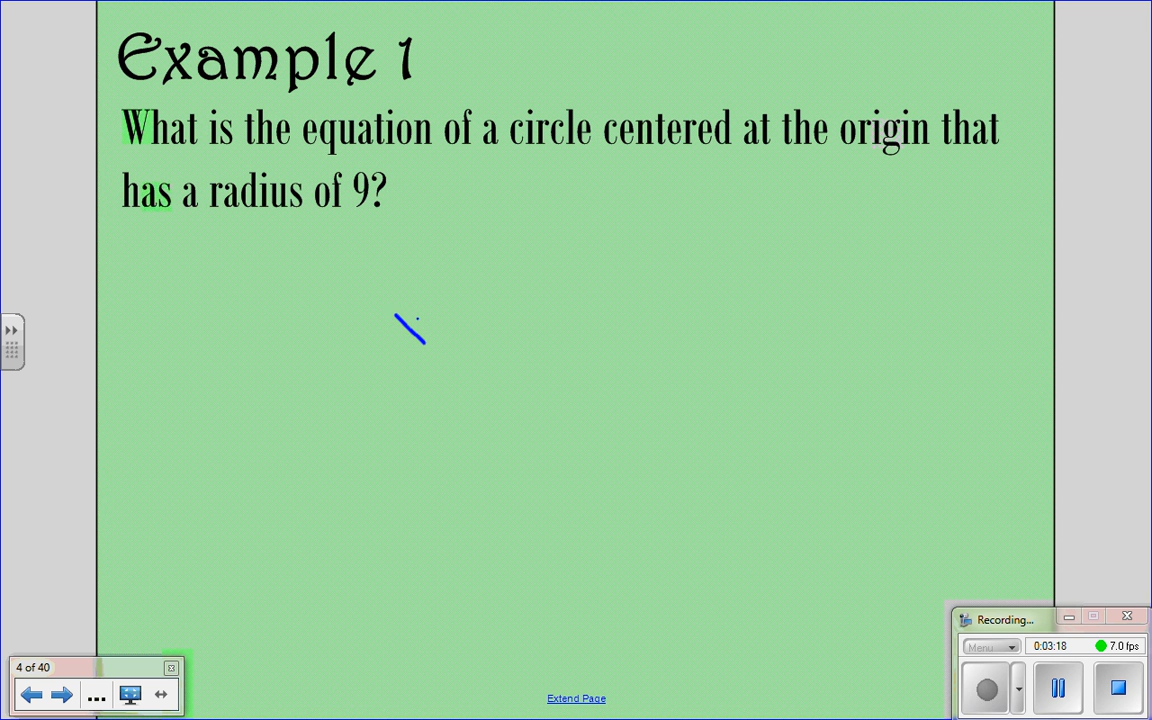 Example 1
What is the equation of a circle centered at the origin that
has a radius of 9?
Recording...
Menu
0:03:18
7.0 fps
4 of 40
...
Extend Page